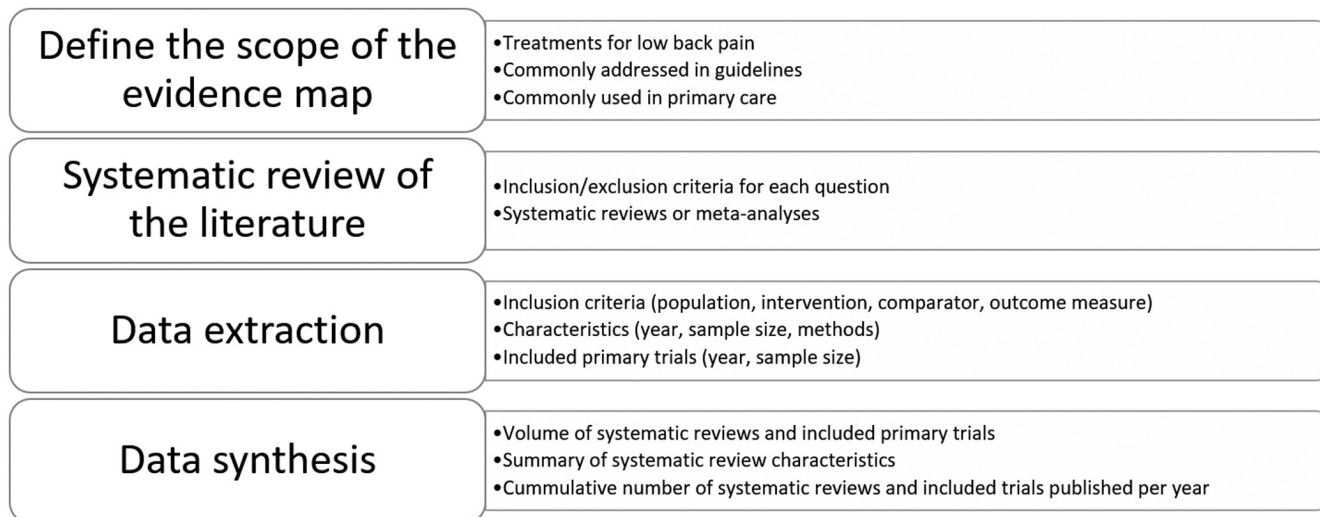 Define the scope of the
evidence map
•Treatments for low back pain
•Commonly addressed in guidelines
•Commonly used in primary care
Systematic review of
the literature
•Inclusion/exclusion criteria for each question
•Systematic reviews or meta-analyses
Data extraction
•Inclusion criteria (population, intervention, comparator, outcome measure)
•Characteristics (year, sample size, methods)
•Included primary trials (year, sample size)
Data synthesis
•Volume of systematic reviews and included primary trials
•Summary of systematic review characteristics
•Cummulative number of systematic reviews and included trials published per year